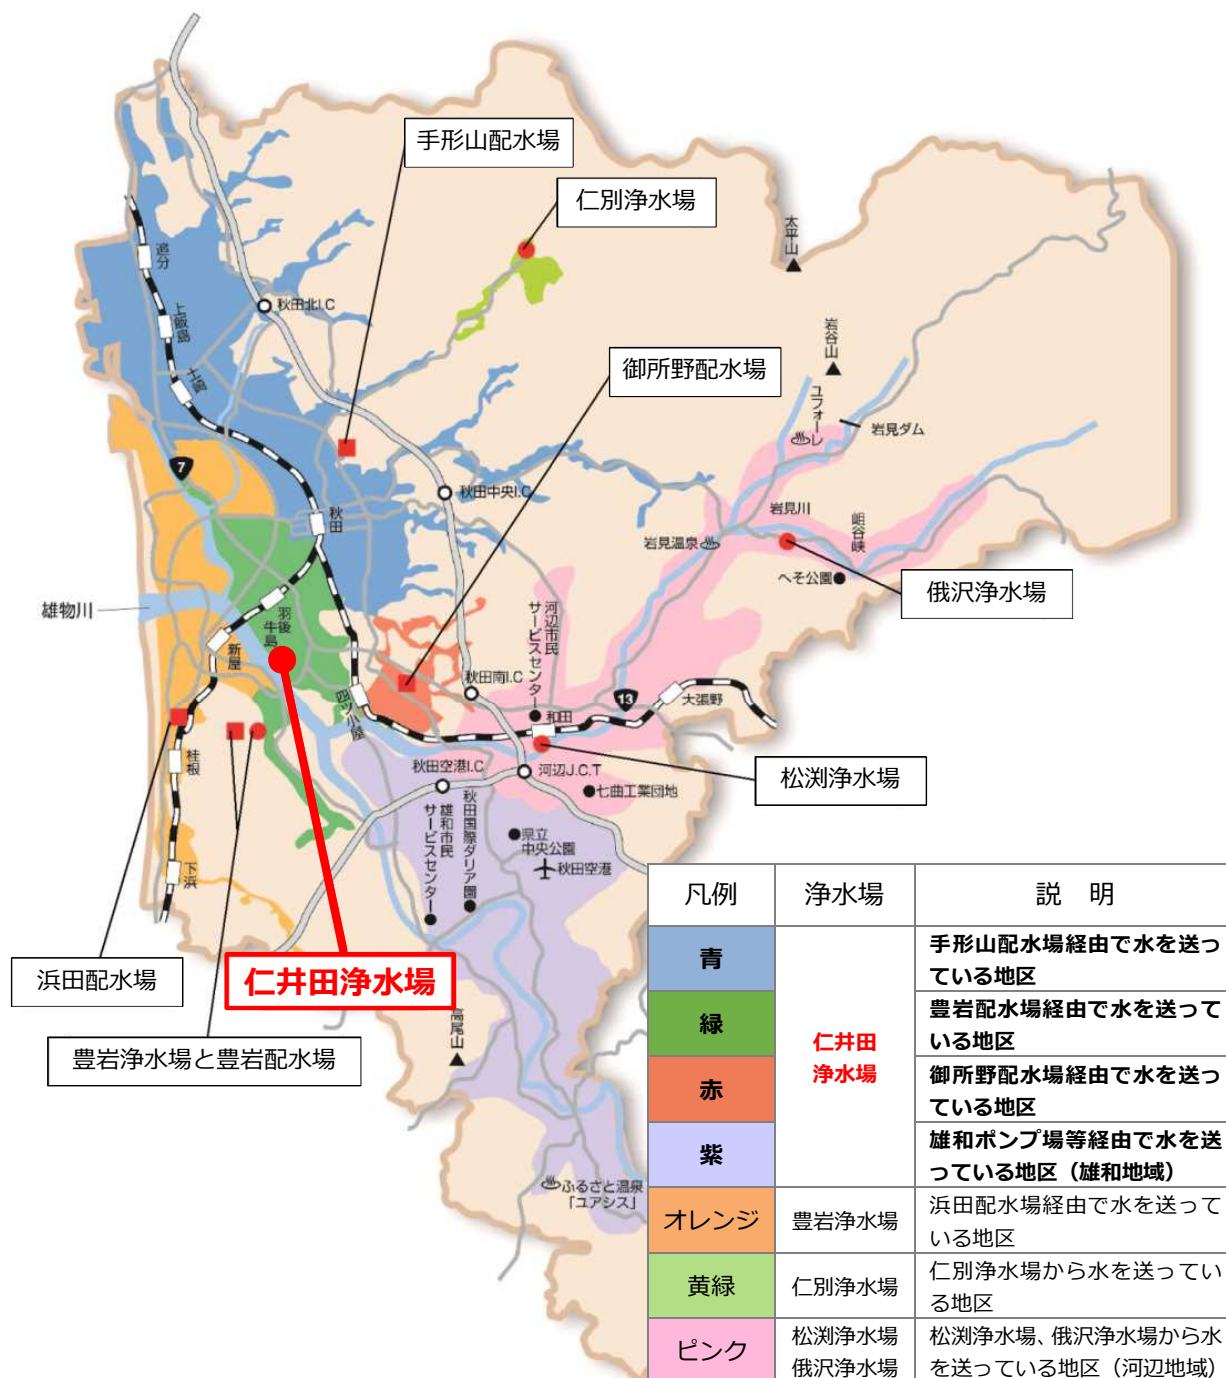 手形山配水場
仁別浄水場
太平山
追分
秋田北I.C
上飯島
岩谷山
御所野配水場
土崎
ユフォーレ
岩見ダム
7
秋田中央I.C
秋田
岩見川
岨谷峡
岩見温泉
へそ公園
俄沢浄水場
雄物川
羽後
牛島
新屋
河辺市民
サービスセンター
四ツ小屋
秋田南I.C
13
大張野
和田
桂根
秋田空港I.C
河辺J.C.T
松渕浄水場
七曲工業団地
雄和市民
サービスセンター
秋田国際ダリア園
県立
中央公園
秋田空港
下浜
浜田配水場
仁井田浄水場
高尾山
豊岩浄水場と豊岩配水場
ふるさと温泉
「ユアシス」
凡例 浄水場 説 明
青 手形山配水場経由で水を送っ
ている地区
緑 豊岩配水場経由で水を送って
いる地区
仁井田
浄水場
赤 御所野配水場経由で水を送っ
ている地区
紫 雄和ポンプ場等経由で水を送
っている地区（雄和地域）
オレンジ 豊岩浄水場 浜田配水場経由で水を送って
いる地区
黄緑 仁別浄水場 仁別浄水場から水を送ってい
る地区
ピンク 松渕浄水場 松渕浄水場、俄沢浄水場から水
俄沢浄水場 を送っている地区（河辺地域）